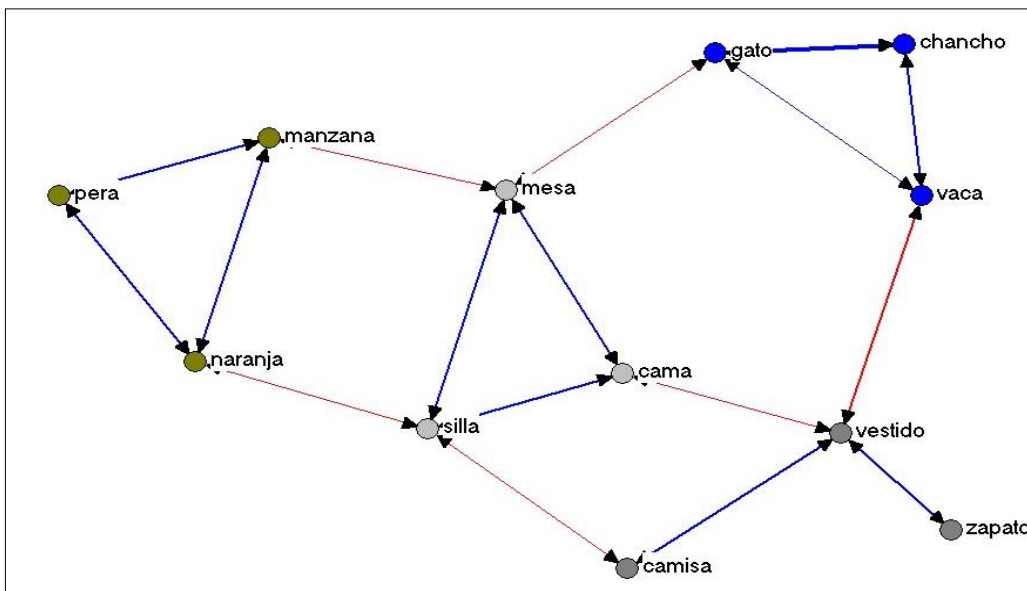 gato
chancho
manzana
pera
mesa
vaca
naranja
cama
silla
vestido
zapato
camisa